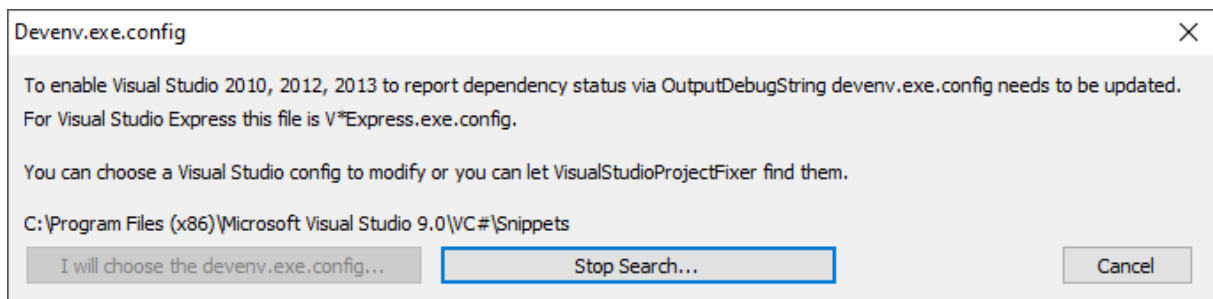 Devenv.exe.config
To enable Visual Studio 2010, 2012, 2013 to report dependency status via OutputDebugString devenv.exe.config needs to be updated.
For Visual Studio Express this file is V*Express.exe.config.
You can choose a Visual Studio config to modify or you can let VisualStudioProjectFixer find them.
C:\Program Files (x86)\Microsoft Visual Studio 9.0\VC#\Snippets
I will choose the devenv.exe.config... Stop Search... Cancel